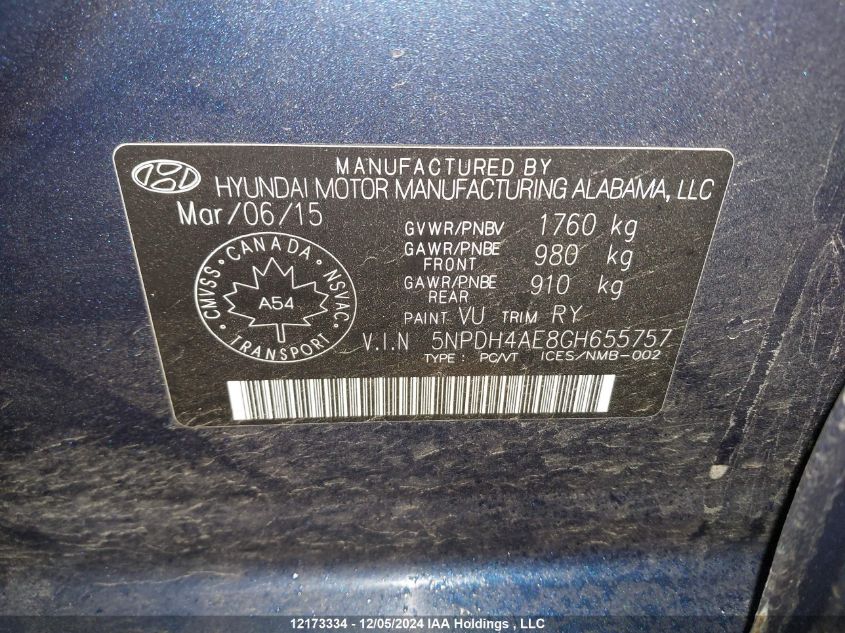 MANUFACTURED BY
HYUNDAI MOTOR MANUFACTURING ALABAMA, LLC
Mar/06/15
GVWR/PNBV 1760 kg
GAWR/PNBE FRONT 980 kg
GAWR/PNBE REAR 910 kg
PAINT VU TRIM RY
CMVSS · CANADA · NSVAC · TRANSPORT
A54
V.I.N 5NPDH4AE8GH655757
TYPE : PC/VT ICES/NMB-002
12173334 - 12/05/2024 IAA Holdings , LLC